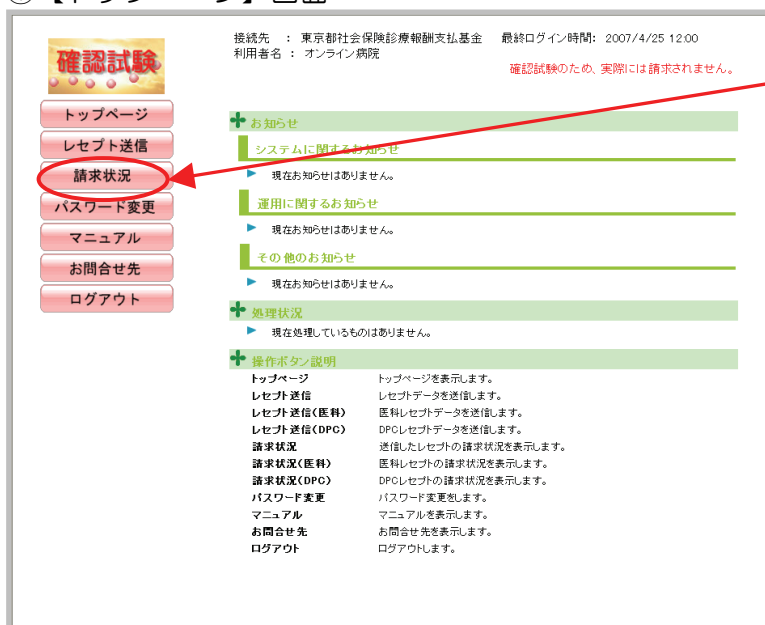 接続先 : 東京都社会保険診療報酬支払基金 最終ログイン時間: 2007/4/25 12:00
利用者名 : オンライン病院
確認試験のため、実際には請求されません。
確認試験
トップページ
レセプト送信
請求状況
パスワード変更
マニュアル
お問合せ先
ログアウト
お知らせ
システムに関するお知らせ
現在お知らせはありません。
運用に関するお知らせ
現在お知らせはありません。
その他のお知らせ
現在お知らせはありません。
処理状況
現在処理しているものはありません。
操作ボタン説明
トップページ トップページを表示します。
レセプト送信 レセプトデータを送信します。
レセプト送信(医科) 医科レセプトデータを送信します。
レセプト送信(DPC) DPCレセプトデータを送信します。
請求状況 送信したレセプトの請求状況を表示します。
請求状況(医科) 医科レセプトの請求状況を表示します。
請求状況(DPC) DPCレセプトの請求状況を表示します。
パスワード変更 パスワード変更をします。
マニュアル マニュアルを表示します。
お問合せ先 お問合せ先を表示します。
ログアウト ログアウトします。